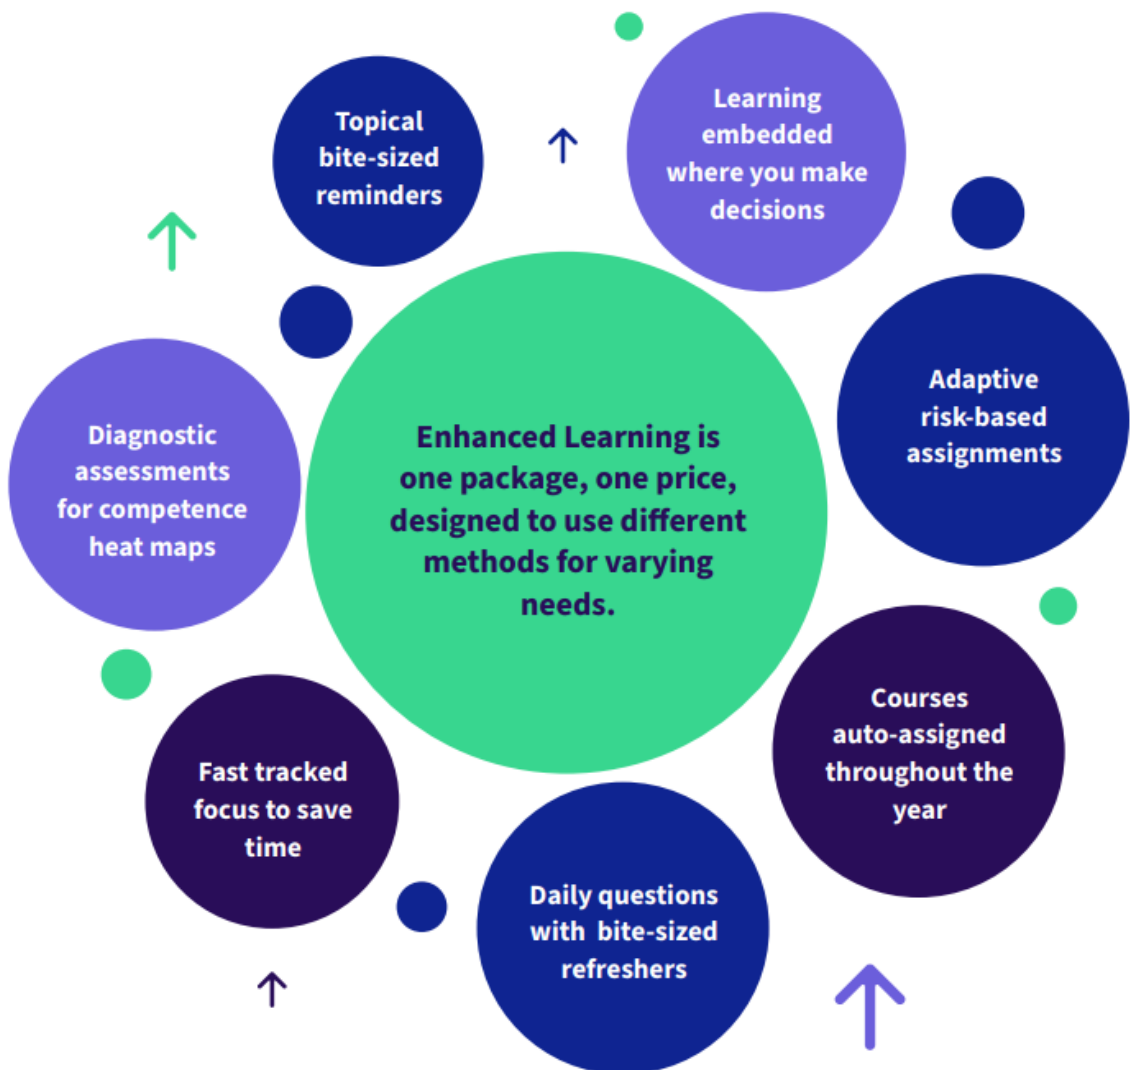 Topical
bite-sized
reminders
Learning
embedded
where you make
decisions
Adaptive
risk-based
assignments
Diagnostic
assessments
for competence
heat maps
Enhanced Learning is
one package, one price,
designed to use different
methods for varying
needs.
Courses
auto-assigned
throughout the
year
Fast tracked
focus to save
time
Daily questions
with  bite-sized
refreshers